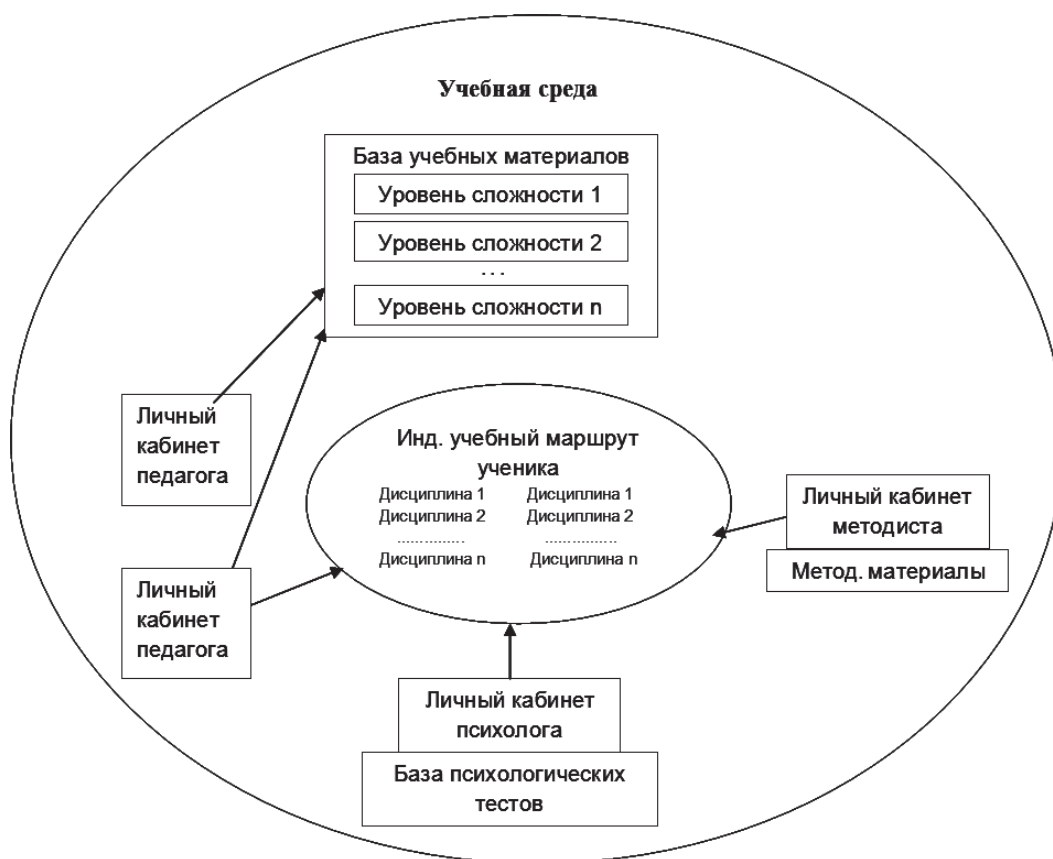 Учебная среда
База учебных материалов
Уровень сложности 1
Уровень сложности 2
...
Уровень сложности n
Личный
кабинет
педагога
Инд. учебный маршрут
ученика
Дисциплина 1 Дисциплина 1
Дисциплина 2 Дисциплина 2
.............. ..............
Дисциплина n Дисциплина n
Личный кабинет
методиста
Метод. материалы
Личный
кабинет
педагога
Личный кабинет
психолога
База психологических
тестов